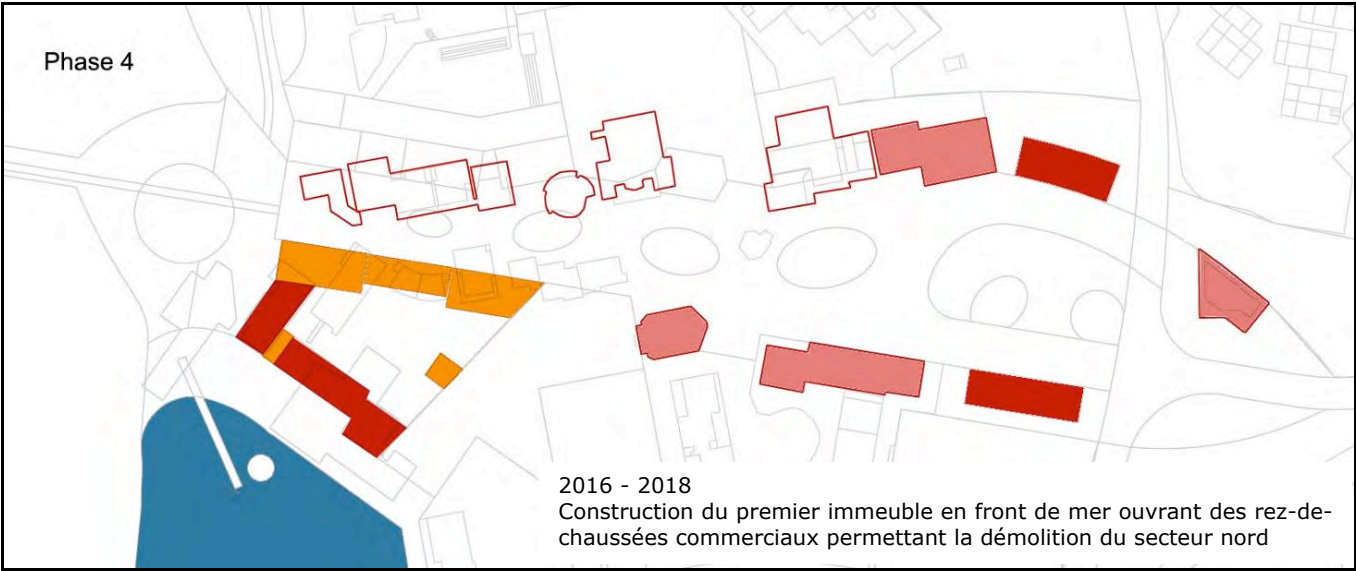 Phase 4
2016 - 2018
Construction du premier immeuble en front de mer ouvrant des rez-de-
chaussées commerciaux permettant la démolition du secteur nord